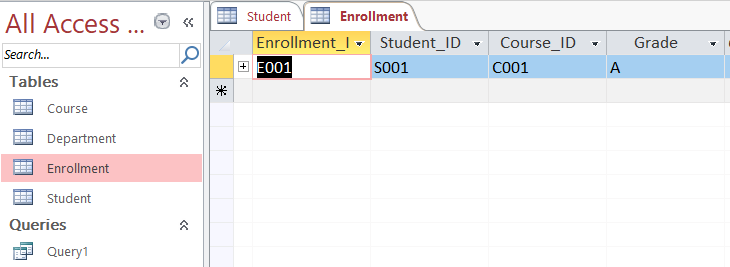 All Access ...
Search...
Tables
Course
Department
Enrollment
Student
Queries
Query1
Student Enrollment
Enrollment_I Student_ID Course_ID Grade
E001 S001 C001 A